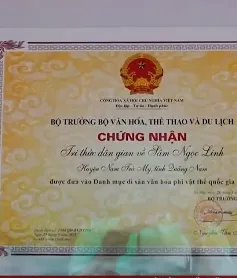 CỘNG HÒA XÃ HỘI CHỦ NGHĨA VIỆT NAM
Độc lập - Tự do - Hạnh phúc
BỘ TRƯỞNG BỘ VĂN HÓA, THỂ THAO VÀ DU LỊCH
CHỨNG NHẬN
Tri thức dân gian về Sâm Ngọc Linh
Huyện Nam Trà My, tỉnh Quảng Nam
được đưa vào Danh mục di sản văn hóa phi vật thể quốc gia
BỘ TRƯỞNG